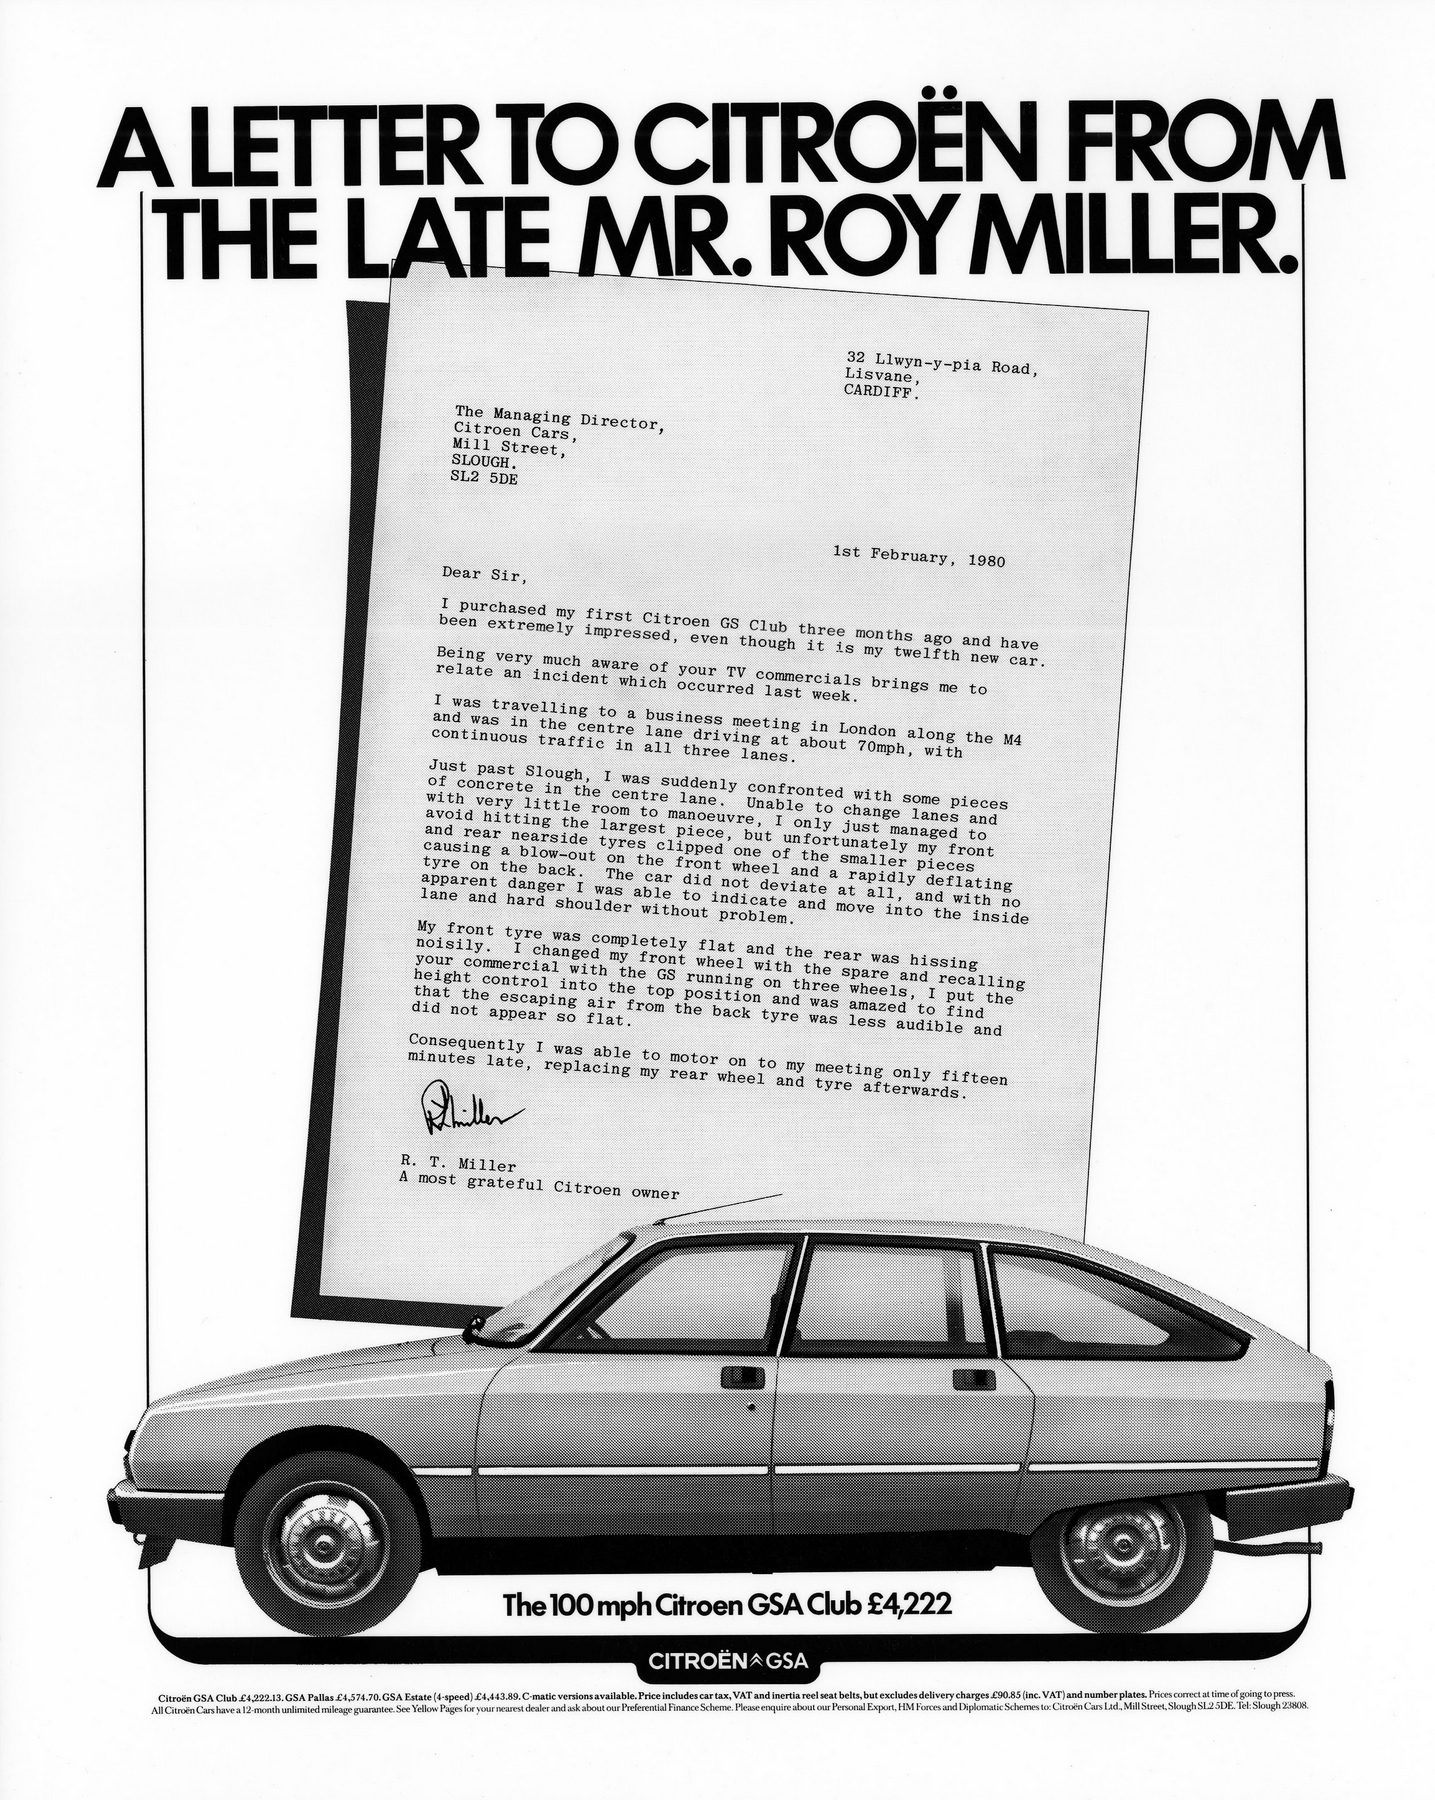 A LETTER TO CITROËN FROM
THE LATE MR. ROY MILLER.
32 Llwyn-y-pia Road,
Lisvane,
CARDIFF.
The Managing Director,
Citroen Cars,
Mill Street,
SLOUGH.
SL2 5DE
1st February, 1980
Dear Sir,
I purchased my first Citroen GS Club three months ago and have
been extremely impressed, even though it is my twelfth new car.
Being very much aware of your TV commercials brings me to
relate an incident which occurred last week.
I was travelling to a business meeting in London along the M4
and was in the centre lane driving at about 70mph, with
continuous traffic in all three lanes.
Just past Slough, I was suddenly confronted with some pieces
of concrete in the centre lane. Unable to change lanes and
with very little room to manoeuvre, I only just managed to
avoid hitting the largest piece, but unfortunately my front
and rear nearside tyres clipped one of the smaller pieces
causing a blow-out on the front wheel and a rapidly deflating
tyre on the back. The car did not deviate at all, and with no
apparent danger I was able to indicate and move into the inside
lane and hard shoulder without problem.
My front tyre was completely flat and the rear was hissing
noisily. I changed my front wheel with the spare and recalling
your commercial with the GS running on three wheels, I put the
height control into the top position and was amazed to find
that the escaping air from the back tyre was less audible and
did not appear so flat.
Consequently I was able to motor on to my meeting only fifteen
minutes late, replacing my rear wheel and tyre afterwards.
R T Miller
R. T. Miller
A most grateful Citroen owner
The 100 mph Citroen GSA Club £4,222
CITROËN GSA
Citroën GSA Club £4,222.13. GSA Pallas £4,574.70. GSA Estate (4-speed) £4,443.89. C-matic versions available. Price includes car tax, VAT and inertia reel seat belts, but excludes delivery charges £90.85 (inc. VAT) and number plates. Prices correct at time of going to press.
All Citroën Cars have a 12-month unlimited mileage guarantee. See Yellow Pages for your nearest dealer and ask about our Preferential Finance Scheme. Please enquire about our Personal Export, HM Forces and Diplomatic Schemes to: Citroën Cars Ltd., Mill Street, Slough SL2 5DE. Tel: Slough 23808.